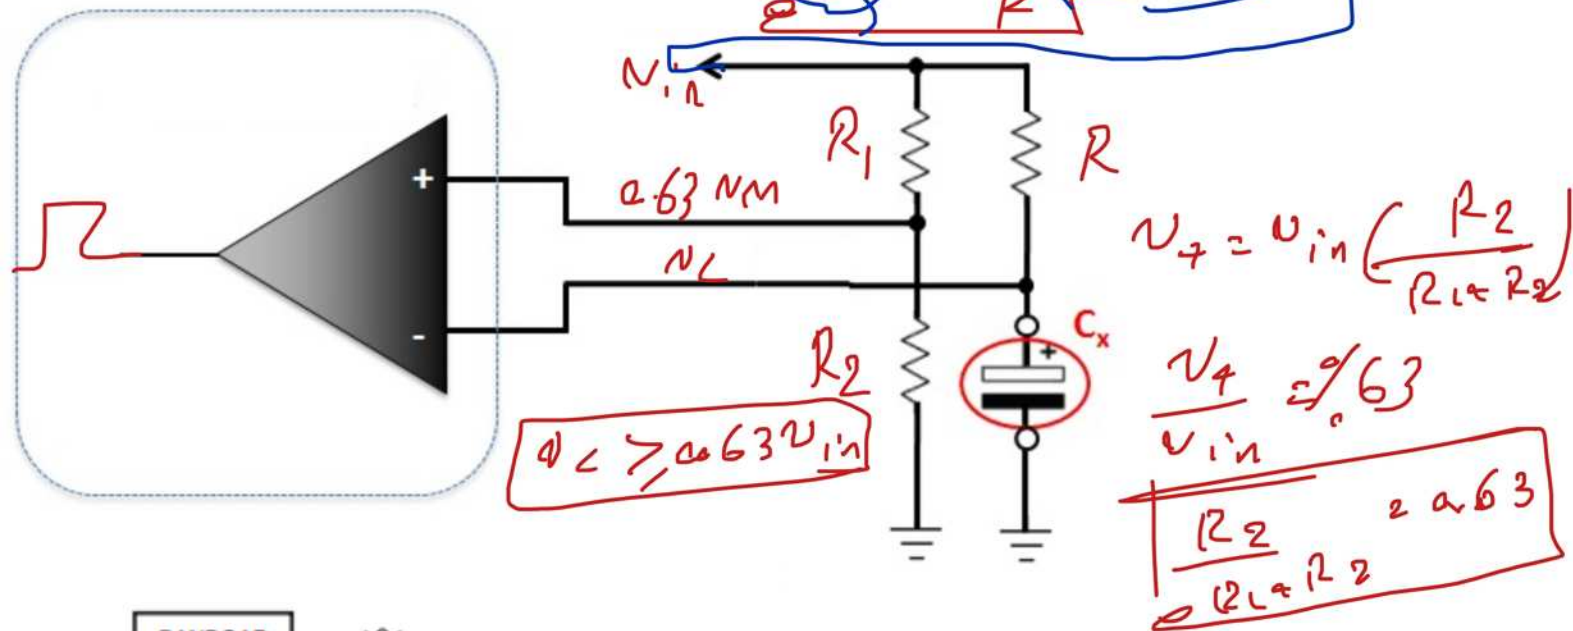 Vin
R1
R
+
0.63 Vin
V+ = Vin ( R2 / R1 + R2 )
Vc
-
Cx
+
R2
V+ / Vin = 0.63
Vc ≥ 0.63 Vin
R2 / R1 + R2 = 0.63